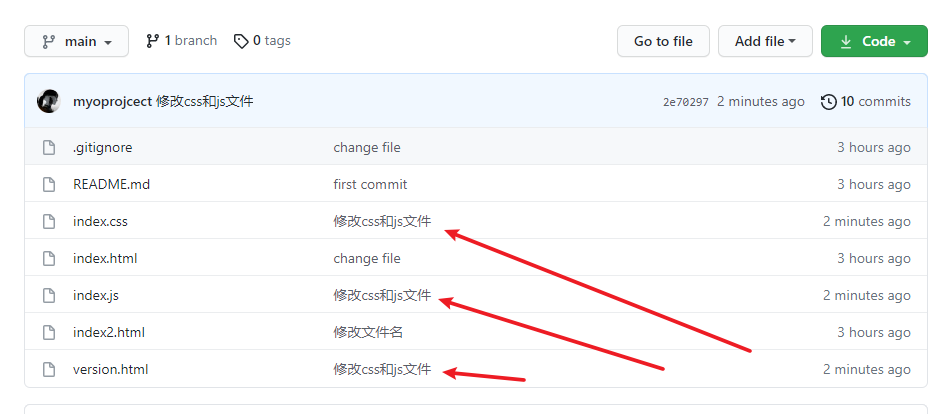 main 1 branch 0 tags Go to file Add file Code
myoprojcect 修改css和js文件 2e70297 2 minutes ago 10 commits
.gitignore change file 3 hours ago
README.md first commit 3 hours ago
index.css 修改css和js文件 2 minutes ago
index.html change file 3 hours ago
index.js 修改css和js文件 2 minutes ago
index2.html 修改文件名 3 hours ago
version.html 修改css和js文件 2 minutes ago